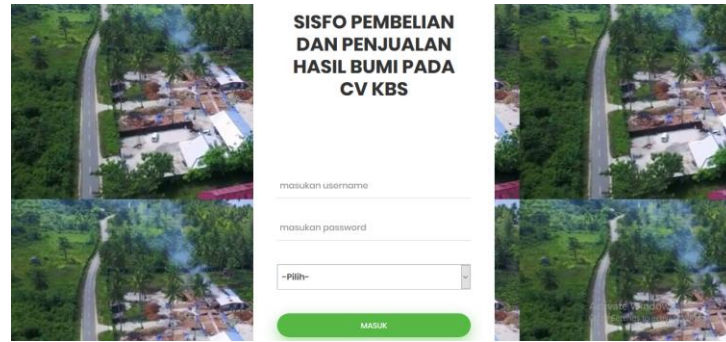 SISFO PEMBELIAN
DAN PENJUALAN
HASIL BUMI PADA
CV KBS
masukan username
masukan password
-Pilih-
MASUK